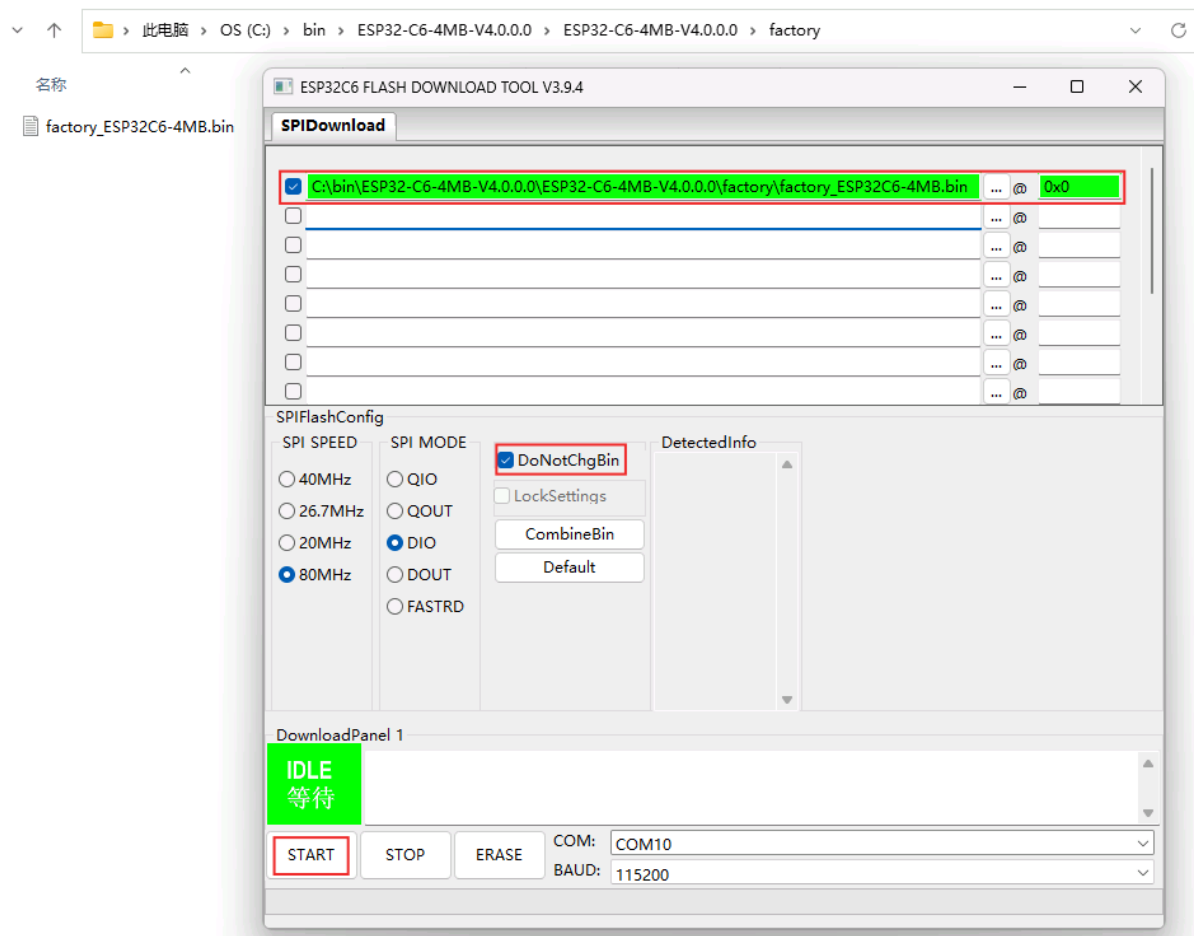 此电脑 > OS (C:) > bin > ESP32-C6-4MB-V4.0.0.0 > ESP32-C6-4MB-V4.0.0.0 > factory
名称
factory_ESP32C6-4MB.bin
ESP32C6 FLASH DOWNLOAD TOOL V3.9.4
SPIDownload
C:\bin\ESP32-C6-4MB-V4.0.0.0\ESP32-C6-4MB-V4.0.0.0\factory\factory_ESP32C6-4MB.bin ... @ 0x0
... @
... @
... @
... @
... @
... @
... @
SPIFlashConfig
SPI SPEED
40MHz
26.7MHz
20MHz
80MHz
SPI MODE
QIO
QOUT
DIO
DOUT
FASTRD
DoNotChgBin
LockSettings
CombineBin
Default
DetectedInfo
DownloadPanel 1
IDLE
等待
START STOP ERASE
COM: COM10
BAUD: 115200